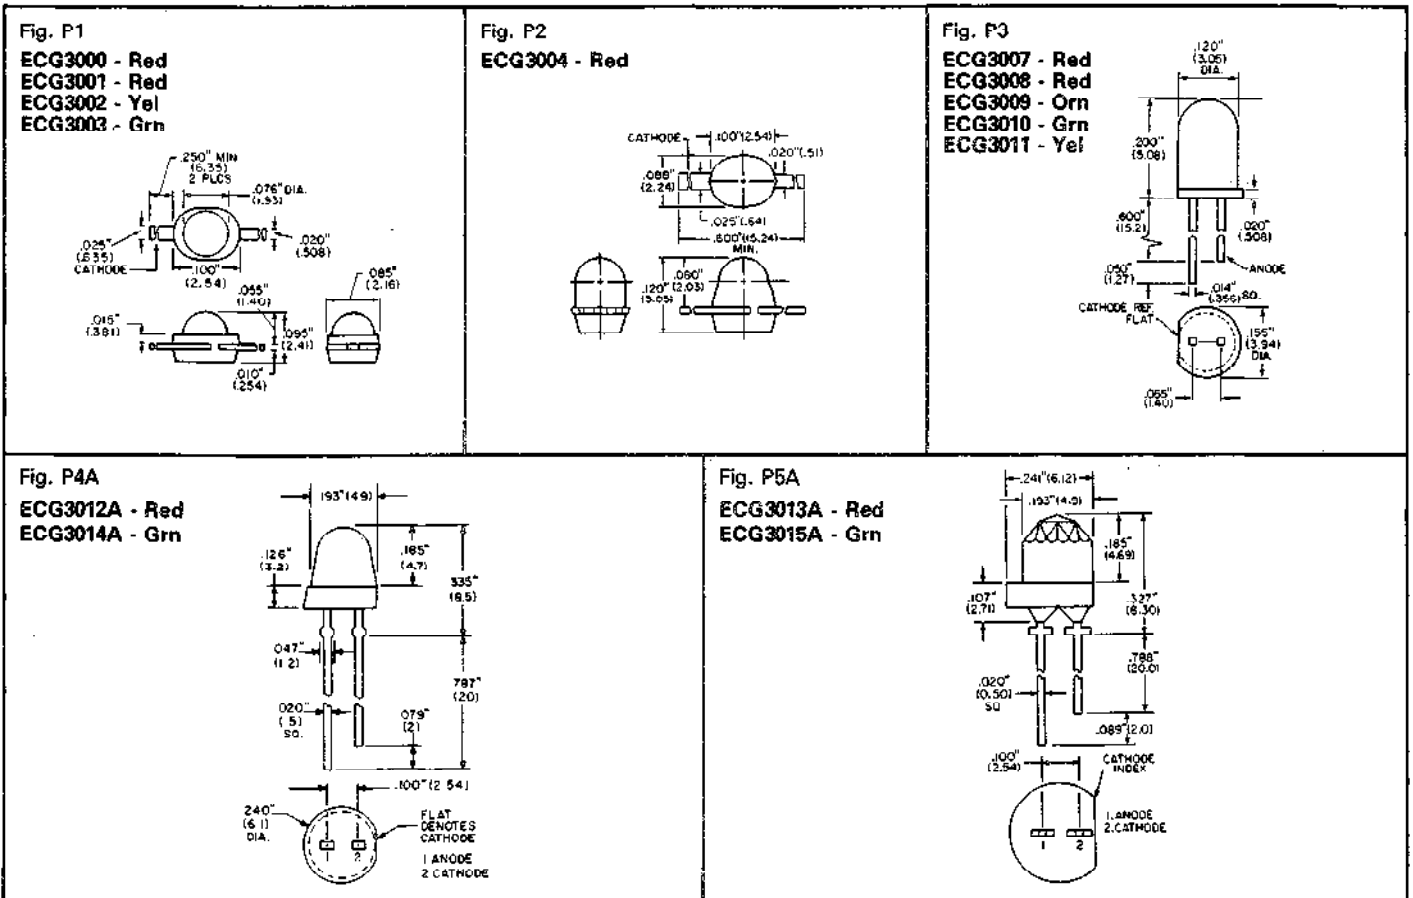 Fig. P1
ECG3000 - Red
ECG3001 - Red
ECG3002 - Yel
ECG3003 - Grn
.250" MIN
(6.35)
2 PLCS
.076" DIA.
(1.93)
.025"
(.635)
CATHODE
.020"
(.508)
.100"
(2.54)
.085"
(2.16)
.055"
(1.40)
.015"
(.381)
.095"
(2.41)
.010"
(.254)
Fig. P2
ECG3004 - Red
CATHODE
.100"(2.54)
.020"(.51)
.088"
(2.24)
.025"(.64)
.600"(15.24)
MIN.
.080"
(2.03)
.120"
(3.05)
Fig. P3
ECG3007 - Red
ECG3008 - Red
ECG3009 - Orn
ECG3010 - Grn
ECG3011 - Yel
.120"
(3.05)
DIA.
.200"
(5.08)
.600"
(15.2)
.020"
(.508)
ANODE
.050"
(1.27)
.014"
(.356) SQ.
CATHODE REF.
FLAT
.155"
(3.94)
DIA.
.055"
(1.40)
Fig. P4A
ECG3012A - Red
ECG3014A - Grn
.193"(4.9)
.126"
(3.2)
.185"
(4.7)
.335"
(8.5)
.047"
(1.2)
.787"
(20)
.020"
(.5)
SQ.
.079"
(2)
.100"(2.54)
.240"
(6.1)
DIA.
FLAT
DENOTES
CATHODE
1 2
1 ANODE
2 CATHODE
Fig. P5A
ECG3013A - Red
ECG3015A - Grn
.241"(6.12)
.193"(4.9)
.185"
(4.69)
.107"
(2.71)
.327"
(8.30)
.788"
(20.0)
.020"
(0.50)
SQ
.089"(2.0)
.100"
(2.54)
CATHODE
INDEX
1. ANODE
2. CATHODE
1 2